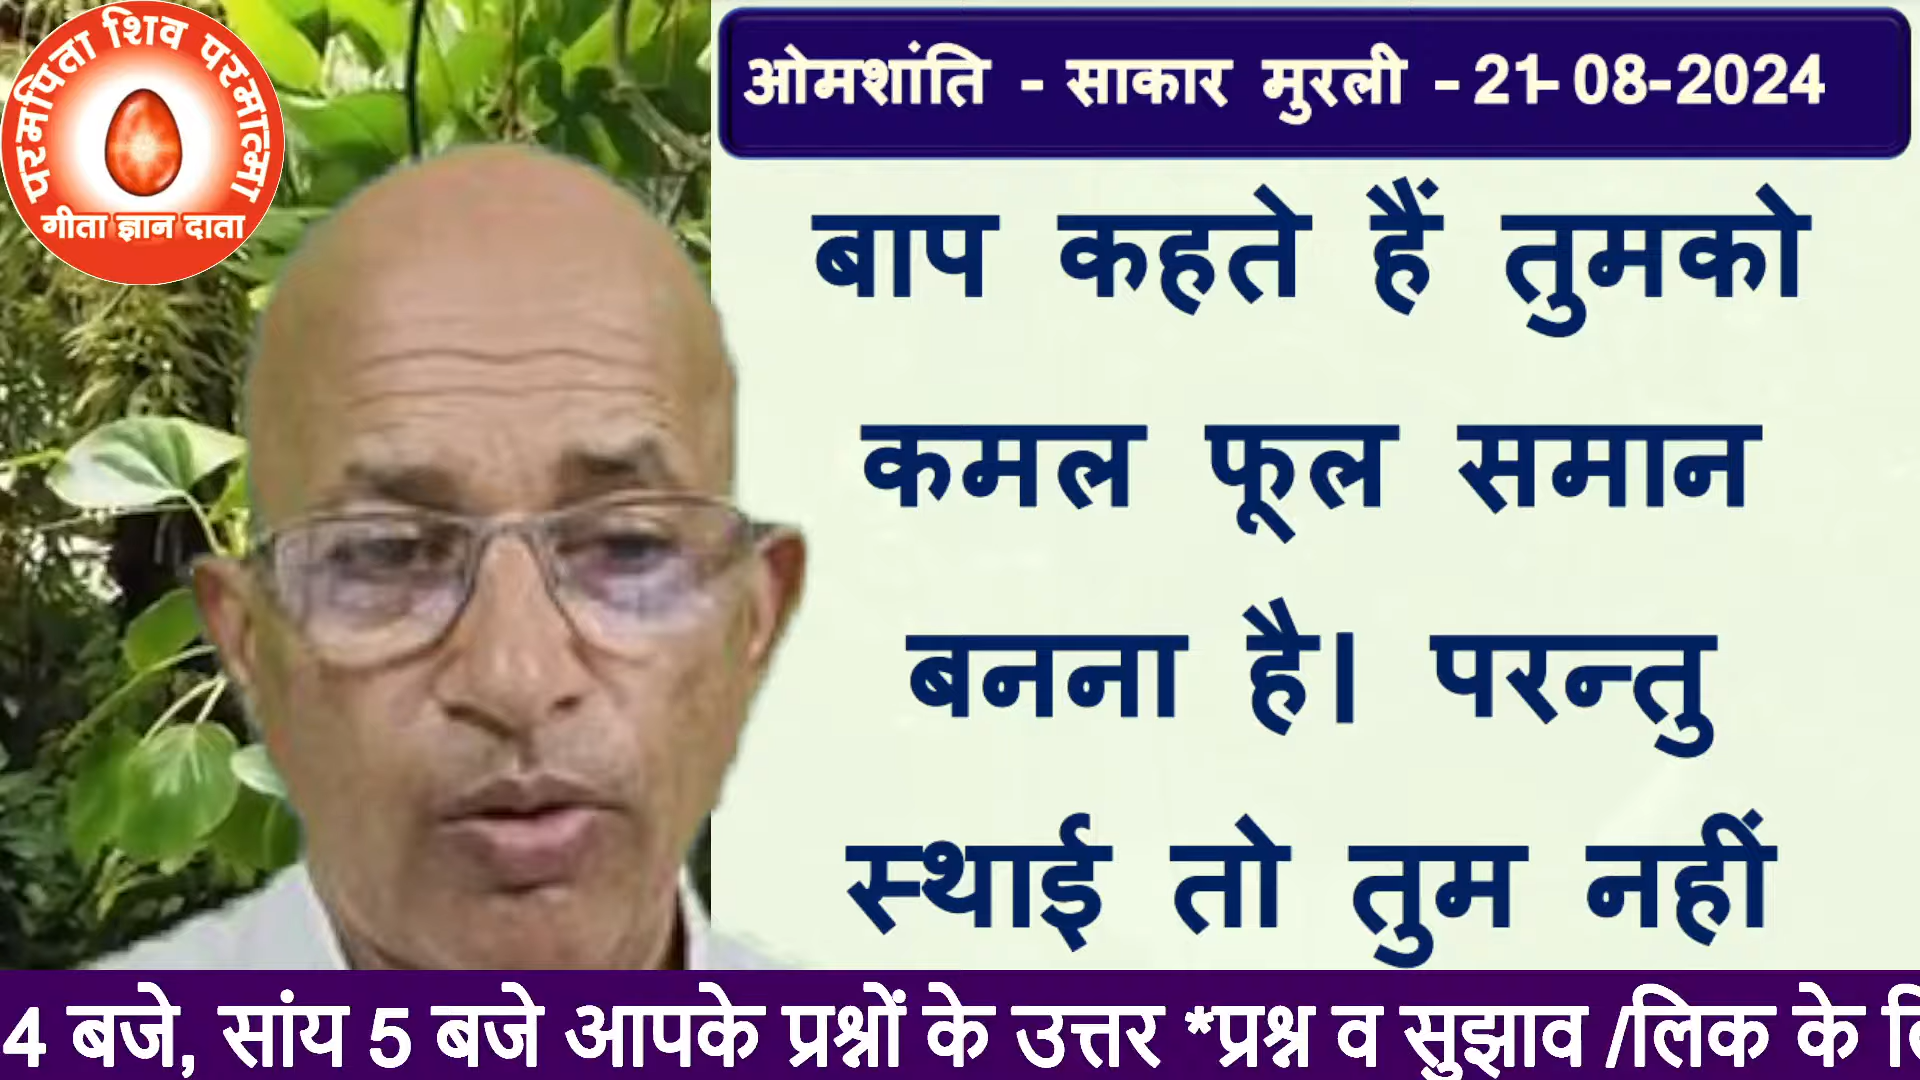 परमपिता शिव परमात्मा
गीता ज्ञान दाता
ओमशांति - साकार मुरली - 21- 08-2024
बाप कहते हैं तुमको
कमल फूल समान
बनना है। परन्तु
स्थाई तो तुम नहीं
4 बजे, सांय 5 बजे आपके प्रश्नों के उत्तर *प्रश्न व सुझाव /लिक के